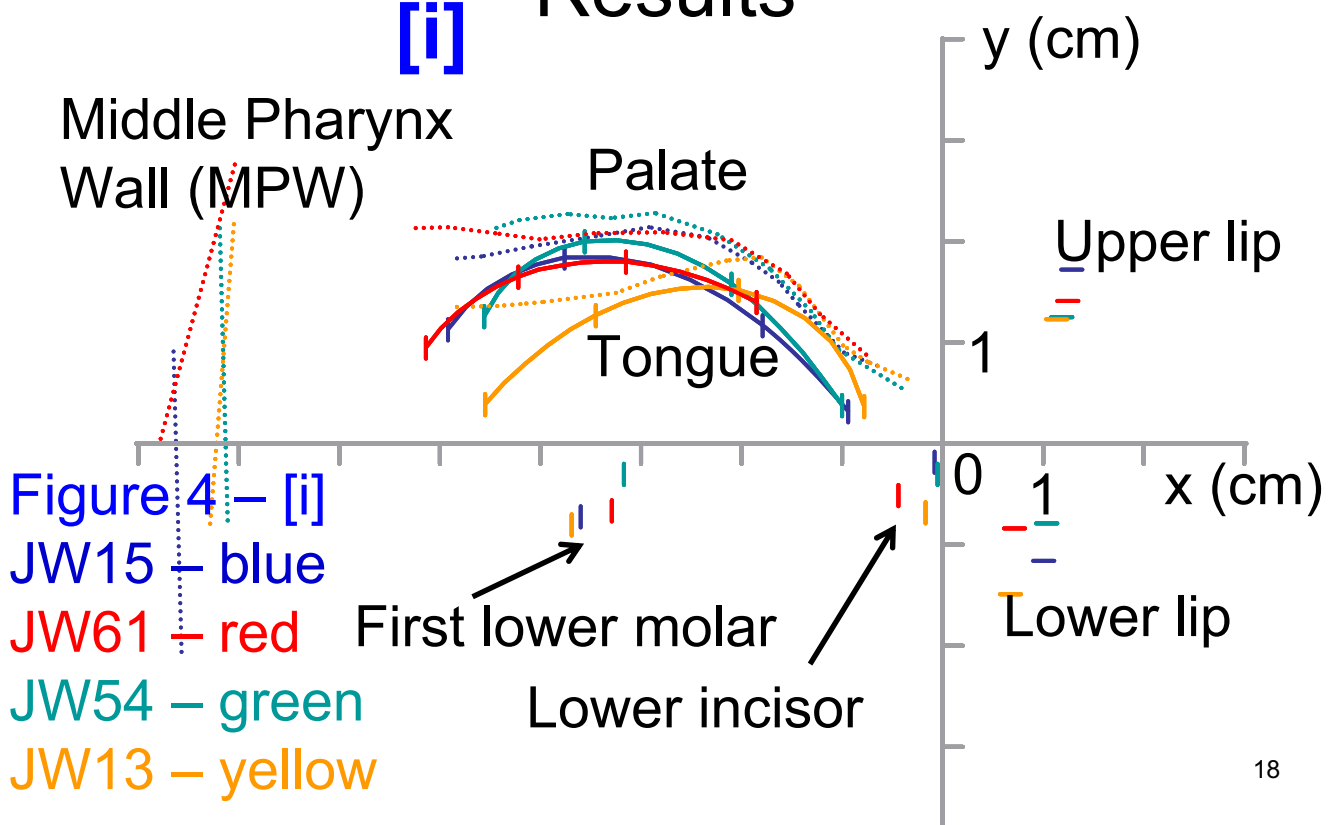 Results
[i]
y (cm)
Middle Pharynx
Wall (MPW)
Palate
Upper lip
Tongue
1
0
1
x (cm)
Figure 4 – [i]
JW15 – blue
JW61 – red
JW54 – green
JW13 – yellow
First lower molar
Lower lip
Lower incisor
18